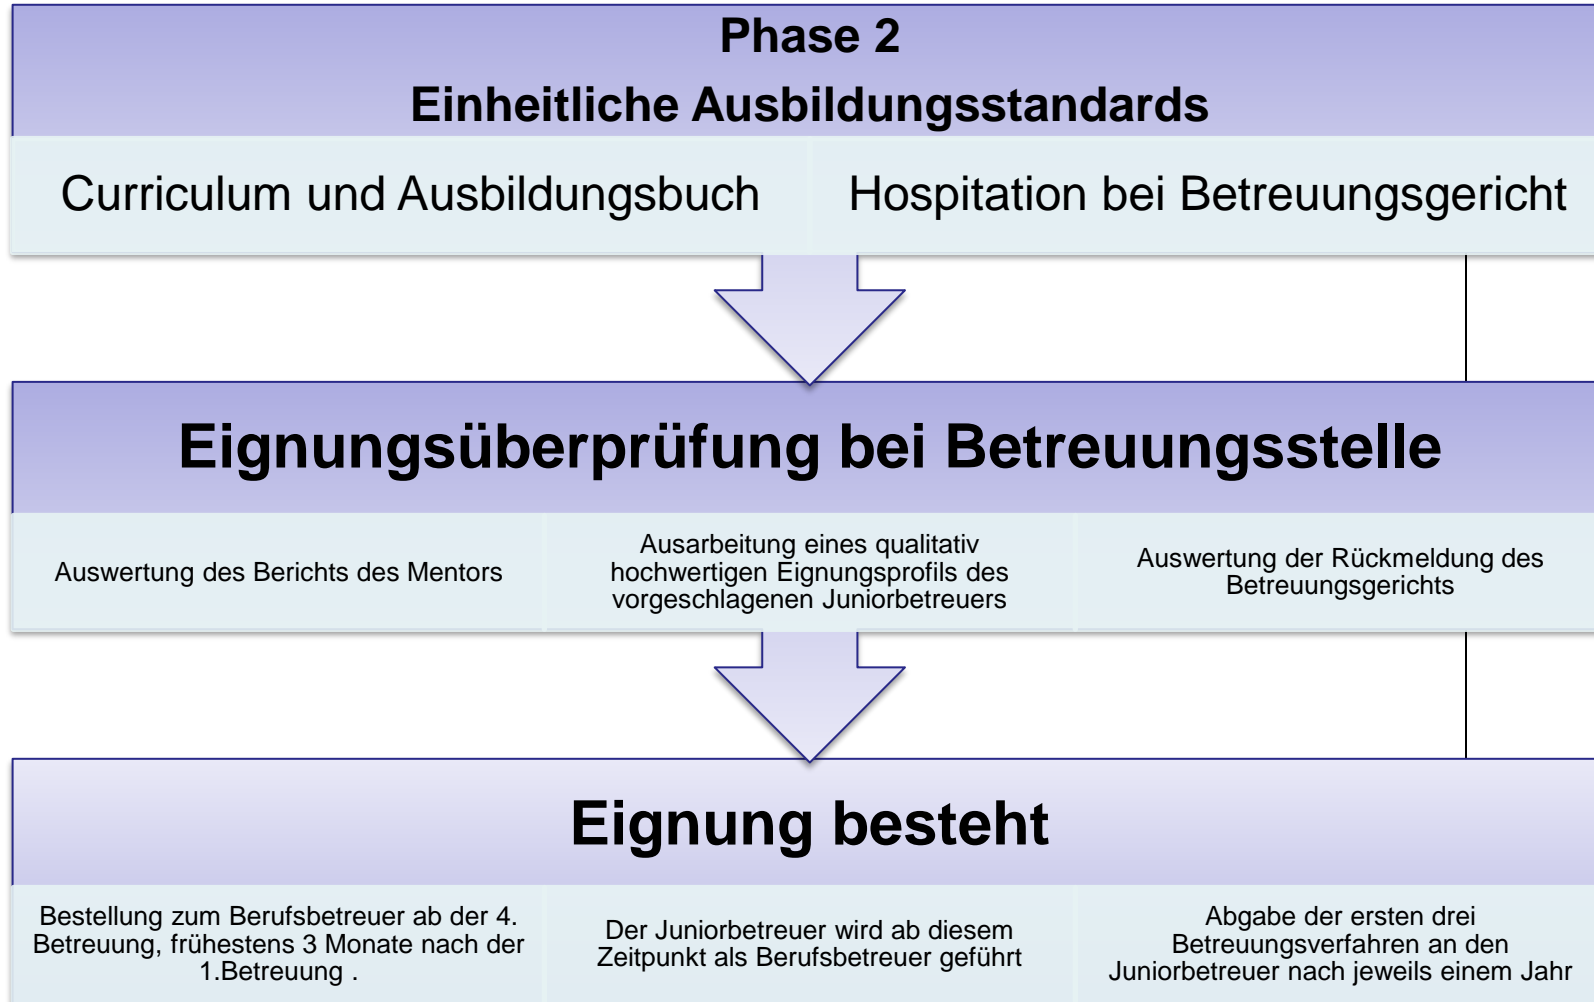 Phase 2
Einheitliche Ausbildungsstandards
Curriculum und Ausbildungsbuch
Hospitation bei Betreuungsgericht
Eignungsüberprüfung bei Betreuungsstelle
Auswertung des Berichts des Mentors
Ausarbeitung eines qualitativ
hochwertigen Eignungsprofils des
vorgeschlagenen Juniorbetreuers
Auswertung der Rückmeldung des
Betreuungsgerichts
Eignung besteht
Bestellung zum Berufsbetreuer ab der 4.
Betreuung, frühestens 3 Monate nach der
1.Betreuung .
Der Juniorbetreuer wird ab diesem
Zeitpunkt als Berufsbetreuer geführt
Abgabe der ersten drei
Betreuungsverfahren an den
Juniorbetreuer nach jeweils einem Jahr